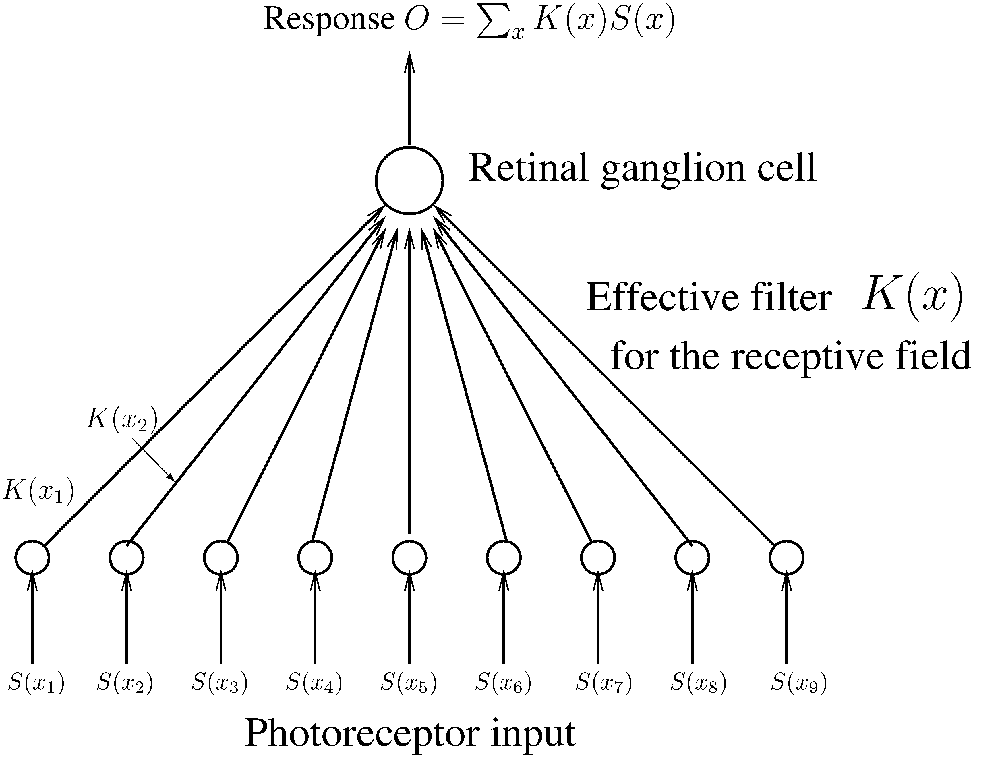 Response O = ∑ₓ K(x)S(x)
Retinal ganglion cell
Effective filter K(x)
for the receptive field
K(x₂)
K(x₁)
S(x₁) S(x₂) S(x₃) S(x₄) S(x₅) S(x₆) S(x₇) S(x₈) S(x₉)
Photoreceptor input